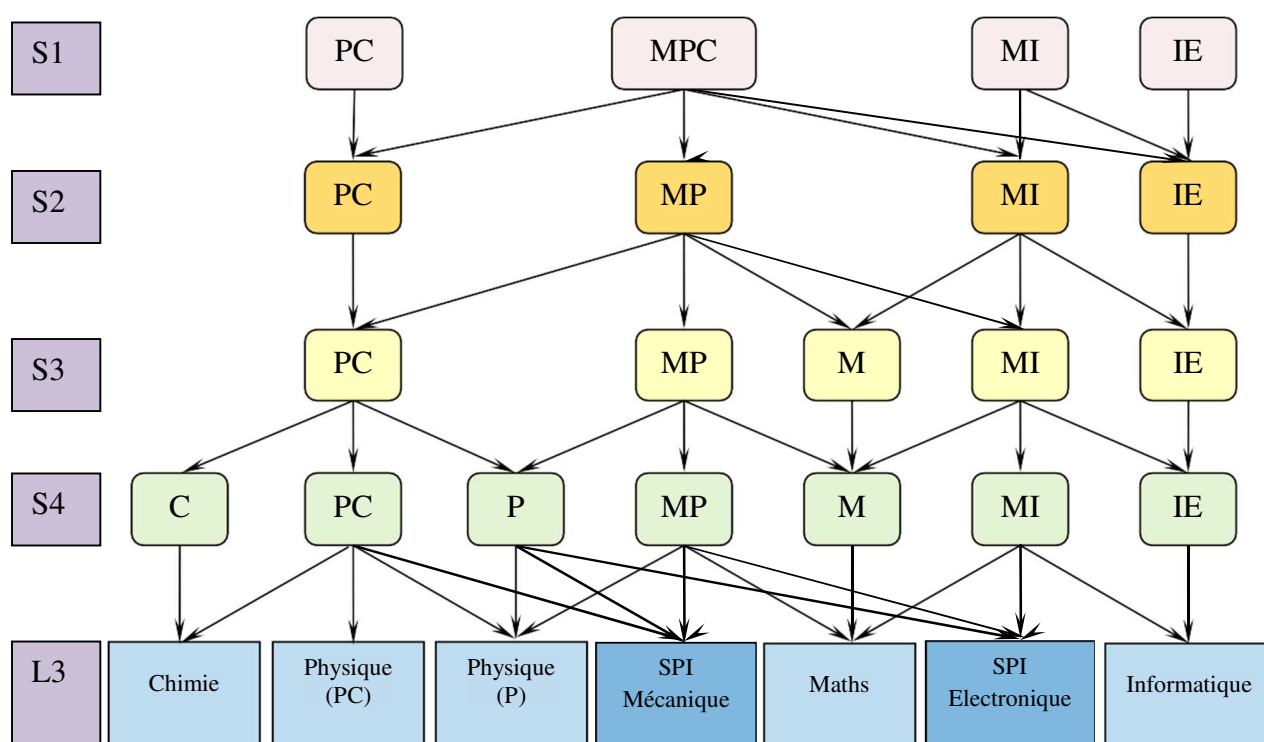 S1
PC
MPC
MI
IE
S2
PC
MP
MI
IE
S3
PC
MP
M
MI
IE
S4
C
PC
P
MP
M
MI
IE
L3
Chimie
Physique
(PC)
Physique
(P)
SPI
Mécanique
Maths
SPI
Electronique
Informatique